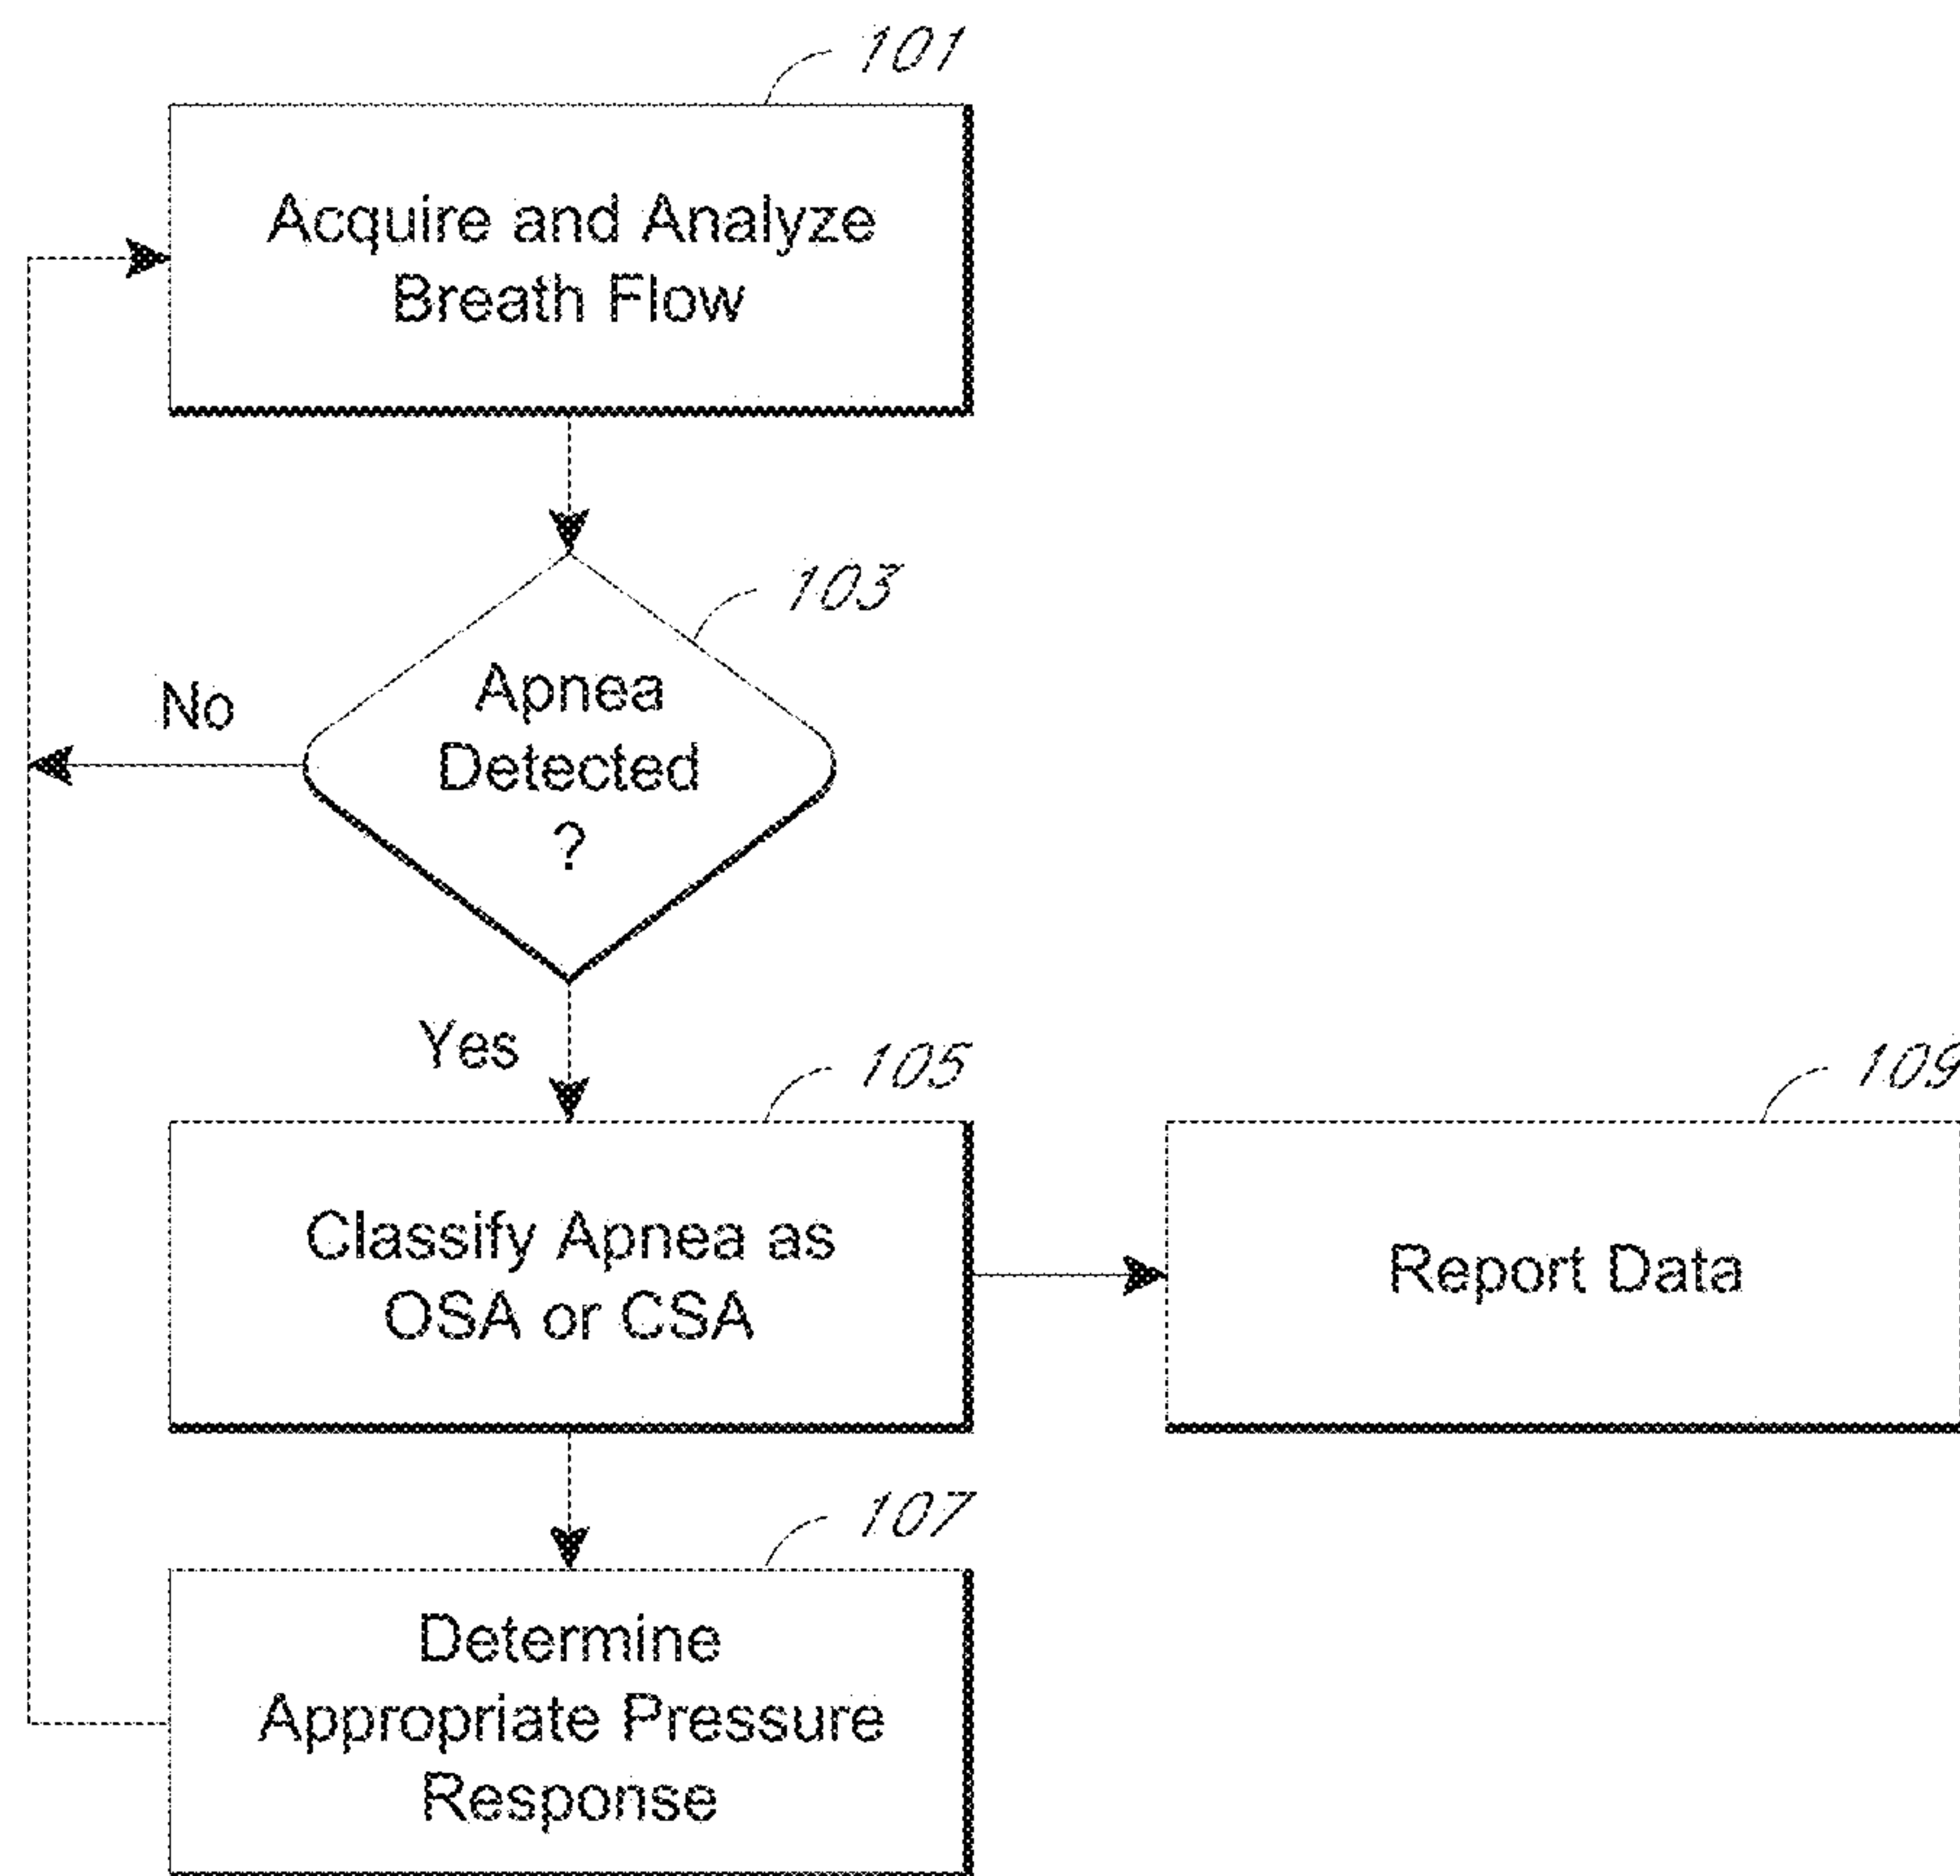 101
Acquire and Analyze
Breath Flow
103
Apnea
Detected
?
No
Yes
105
Classify Apnea as
OSA or CSA
109
Report Data
107
Determine
Appropriate Pressure
Response